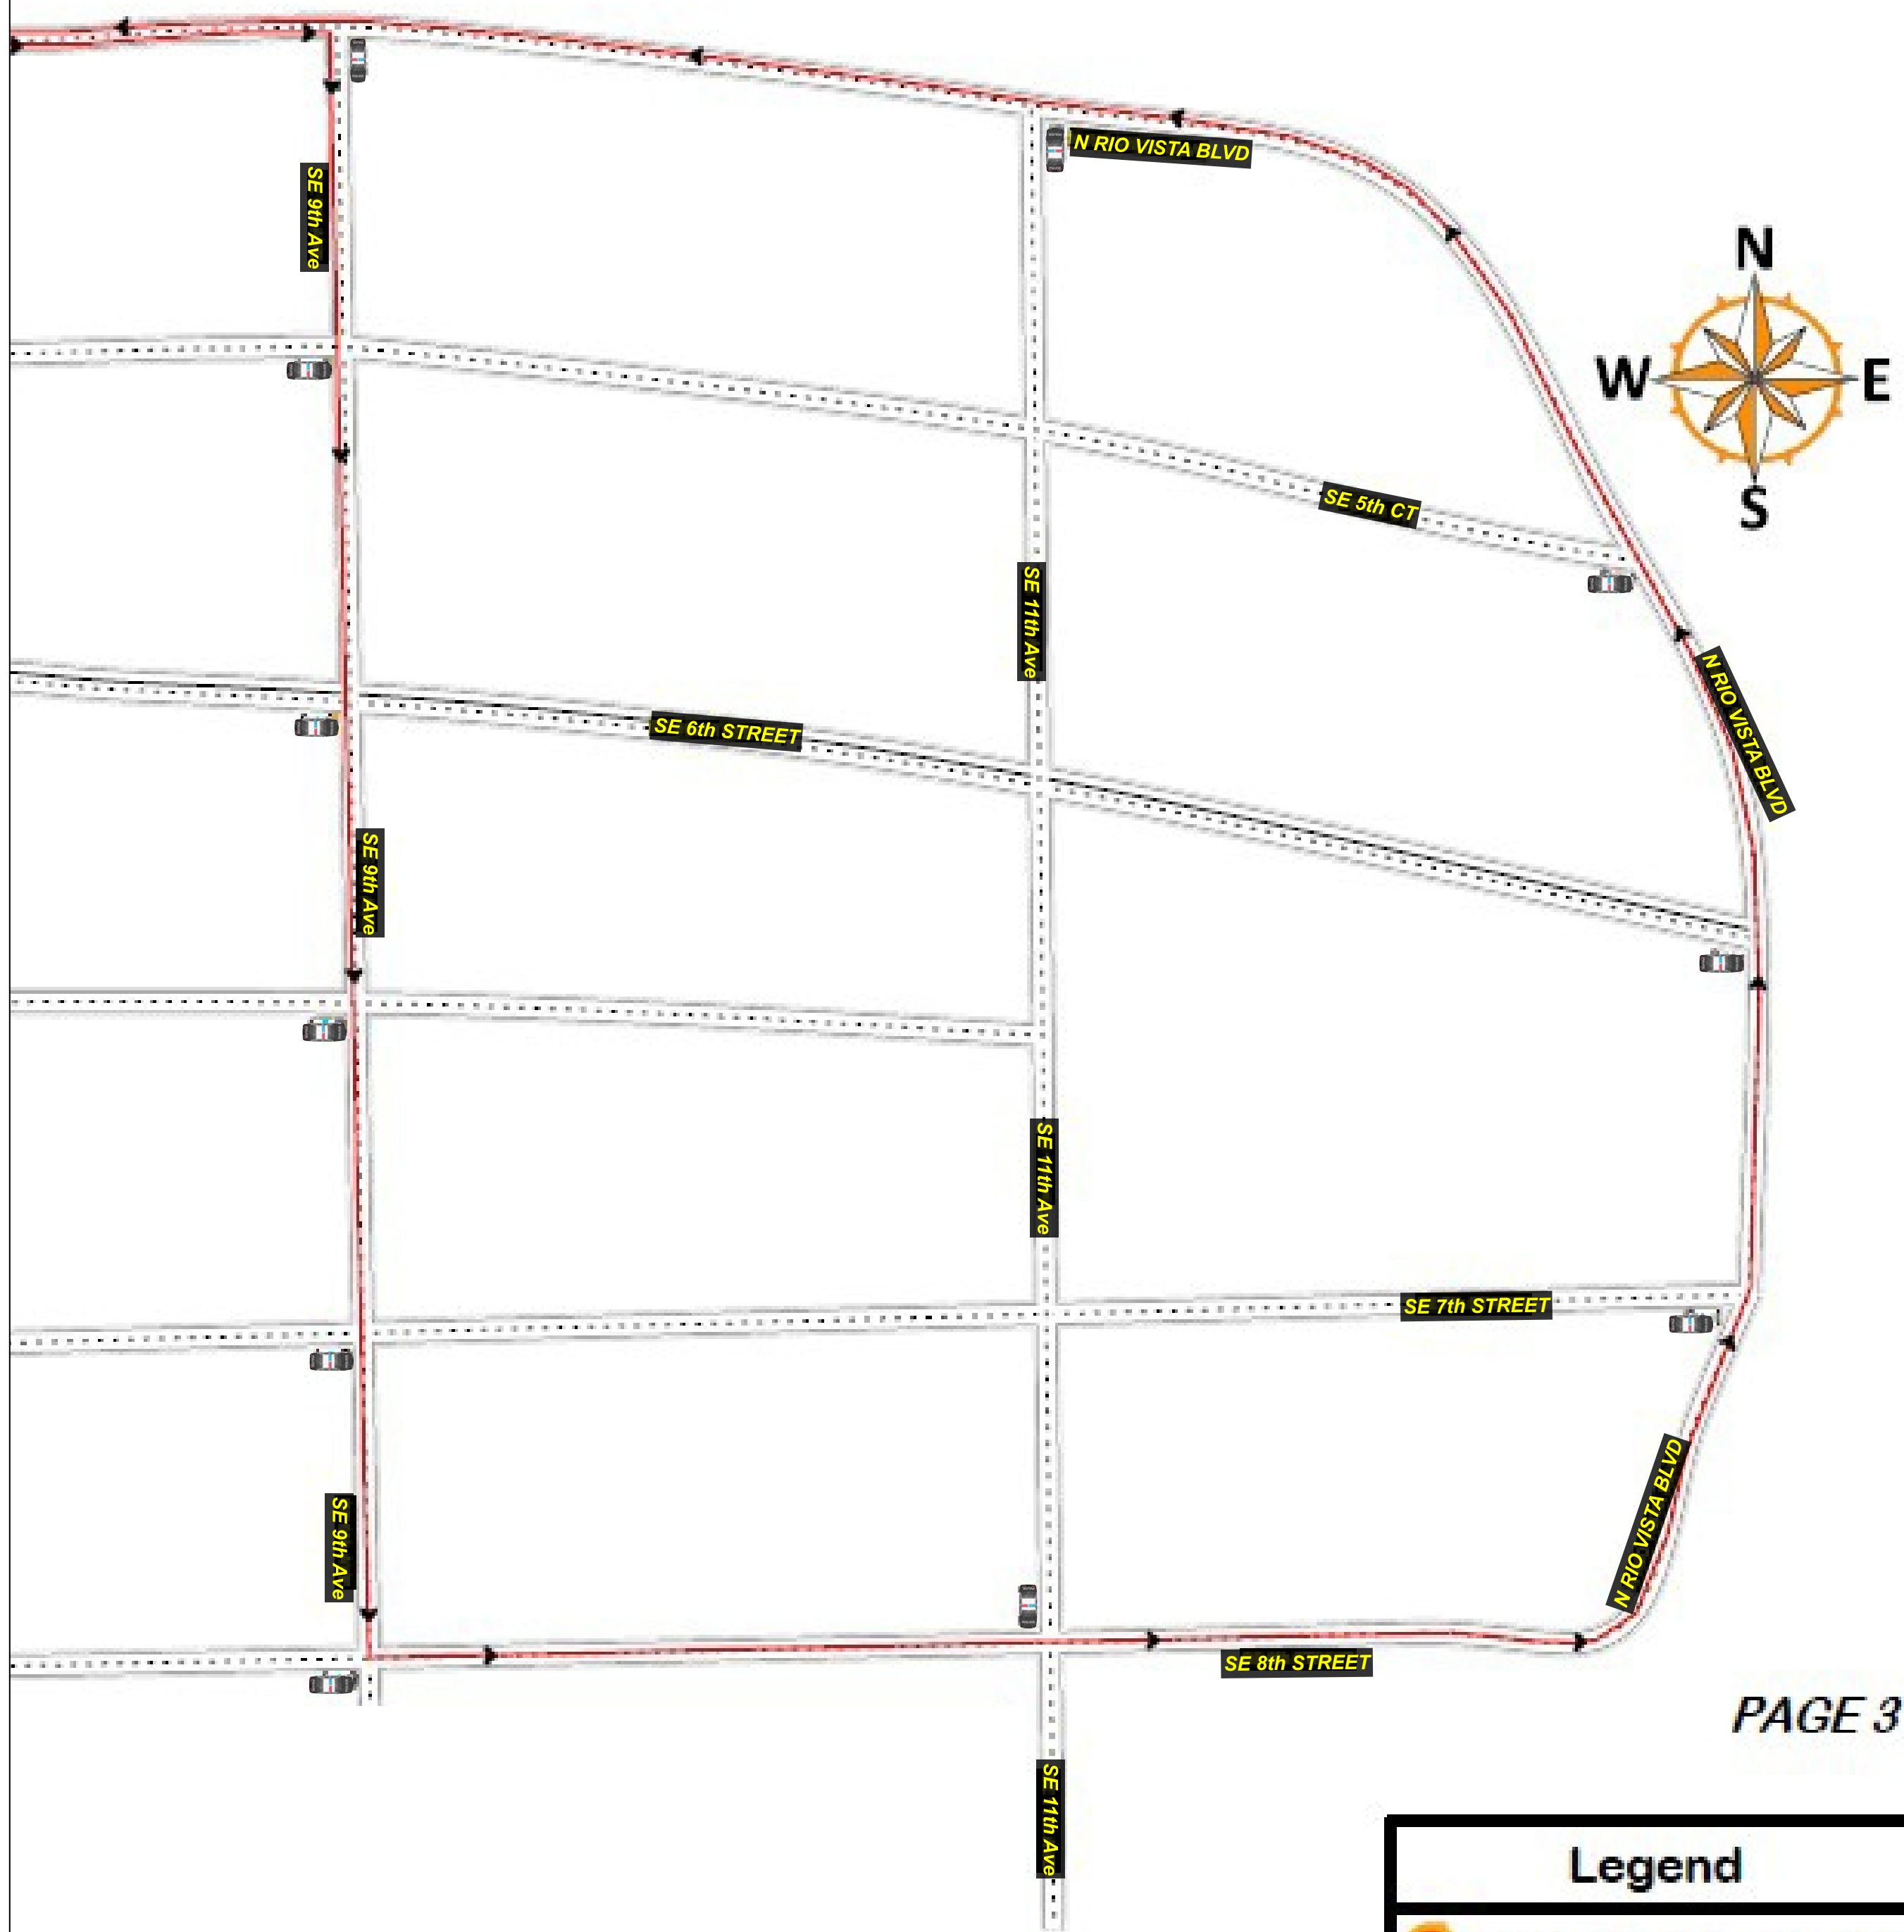 N RIO VISTA BLVD
SE 9th Ave
N
W
E
S
SE 5th CT
SE 11th Ave
N RIO VISTA BLVD
SE 6th STREET
SE 9th Ave
SE 11th Ave
SE 7th STREET
N RIO VISTA BLVD
SE 9th Ave
SE 8th STREET
PAGE 3
SE 11th Ave
Legend